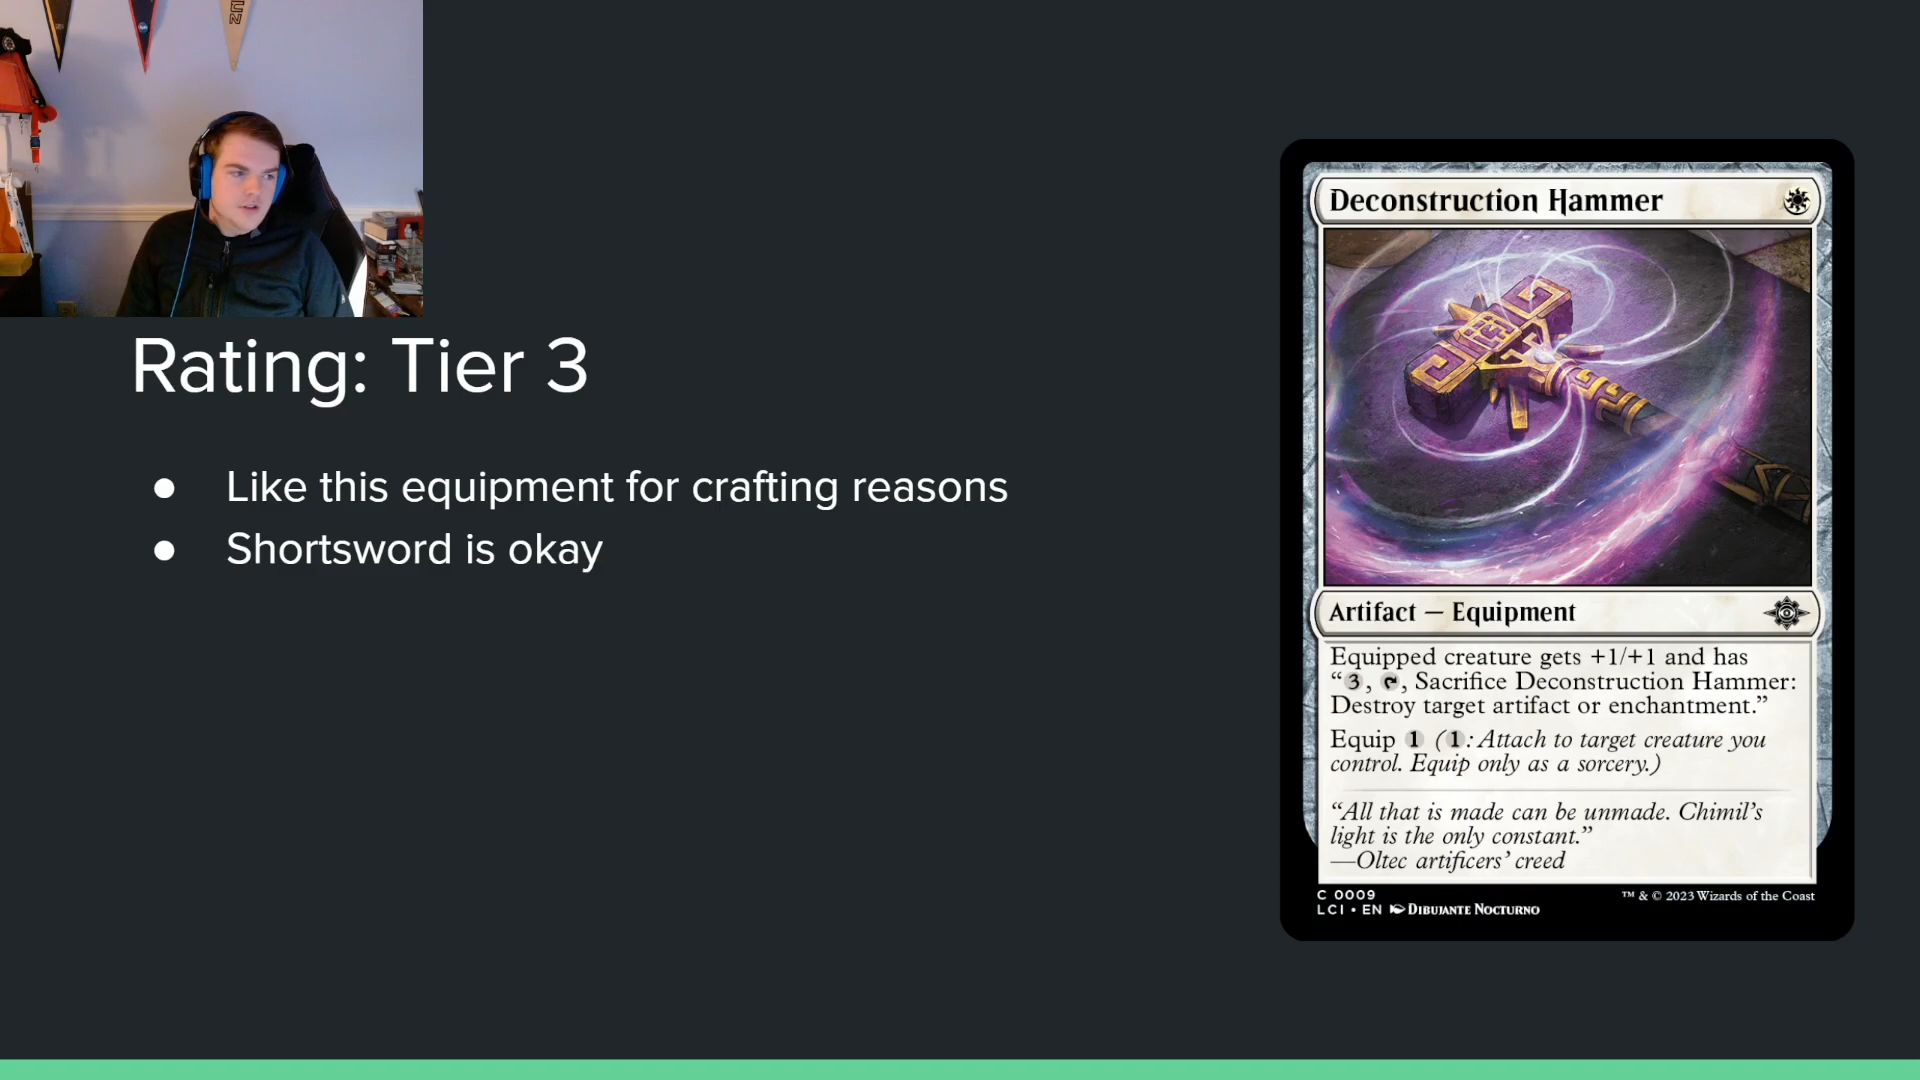 Rating: Tier 3
● Like this equipment for crafting reasons
● Shortsword is okay
Deconstruction Hammer
Artifact — Equipment
Equipped creature gets +1/+1 and has
“3, , Sacrifice Deconstruction Hammer:
Destroy target artifact or enchantment.”
Equip 1 (1: Attach to target creature you
control. Equip only as a sorcery.)
“All that is made can be unmade. Chimil’s
light is the only constant.”
—Oltec artificers’ creed
C 0009
LCI • EN DIBUJANTE NOCTURNO
™ & © 2023 Wizards of the Coast